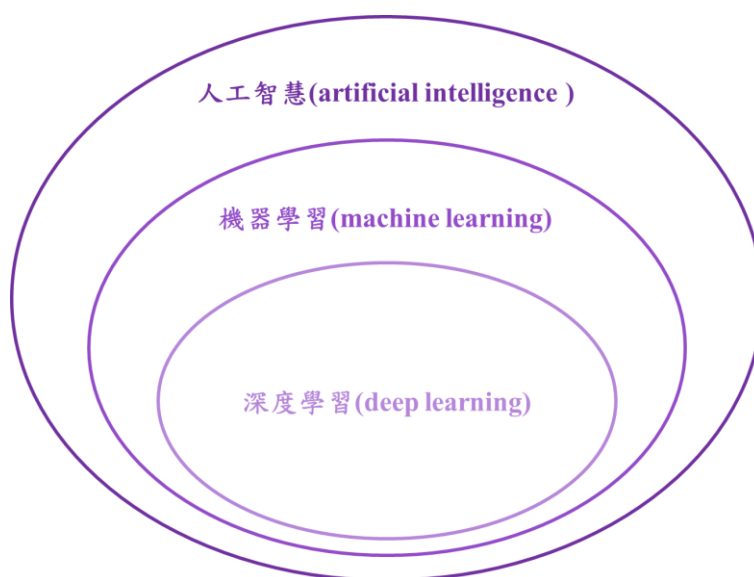 人工智慧(artificial intelligence )
機器學習(machine learning)
深度學習(deep learning)